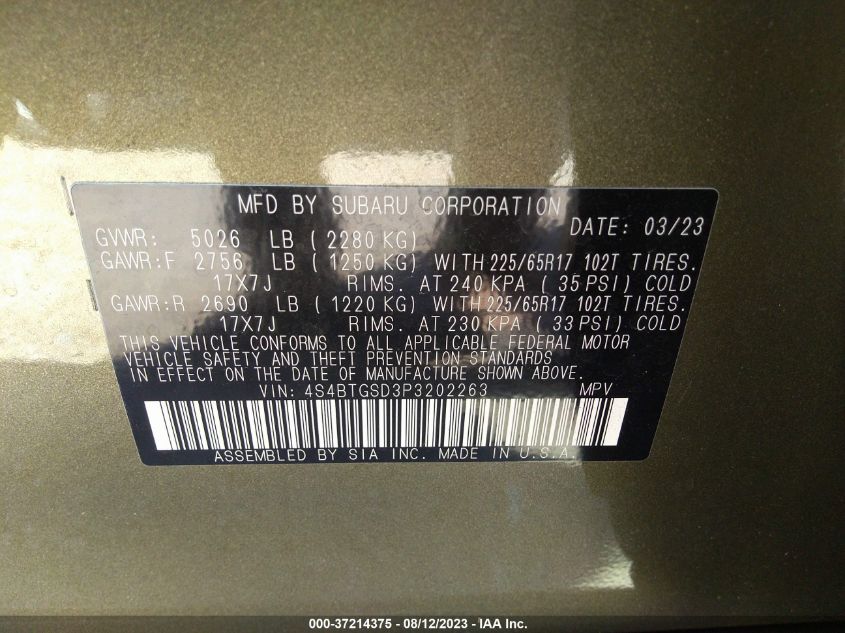 MFD BY SUBARU CORPORATION
DATE: 03/23
GVWR: 5026 LB ( 2280 KG)
GAWR:F 2756 LB ( 1250 KG) WITH 225/65R17 102T TIRES.
17X7J RIMS. AT 240 KPA ( 35 PSI) COLD
GAWR:R 2690 LB ( 1220 KG) WITH 225/65R17 102T TIRES.
17X7J RIMS. AT 230 KPA ( 33 PSI) COLD
THIS VEHICLE CONFORMS TO ALL APPLICABLE FEDERAL MOTOR
VEHICLE SAFETY AND THEFT PREVENTION STANDARDS
IN EFFECT ON THE DATE OF MANUFACTURE SHOWN ABOVE.
VIN: 4S4BTGSD3P3202263 MPV
ASSEMBLED BY SIA INC. MADE IN U.S.A.
000-37214375 - 08/12/2023 - IAA Inc.